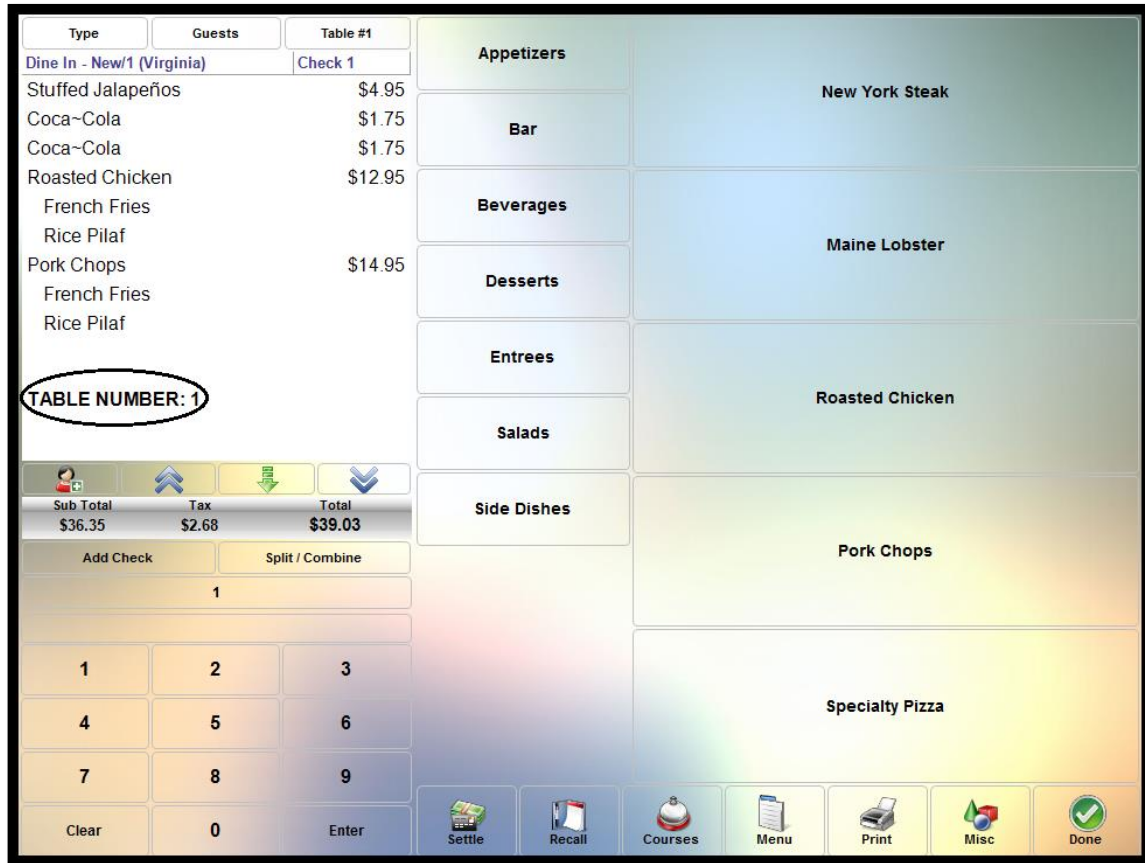 Type Guests Table #1
Dine In - New/1 (Virginia) Check 1
Stuffed Jalapeños $4.95
Coca~Cola $1.75
Coca~Cola $1.75
Roasted Chicken $12.95
French Fries
Rice Pilaf
Pork Chops $14.95
French Fries
Rice Pilaf
TABLE NUMBER: 1
Sub Total Tax Total
$36.35 $2.68 $39.03
Add Check Split / Combine
1
1 2 3
4 5 6
7 8 9
Clear 0 Enter
Appetizers
Bar
Beverages
Desserts
Entrees
Salads
Side Dishes
New York Steak
Maine Lobster
Roasted Chicken
Pork Chops
Specialty Pizza
Settle Recall Courses Menu Print Misc Done